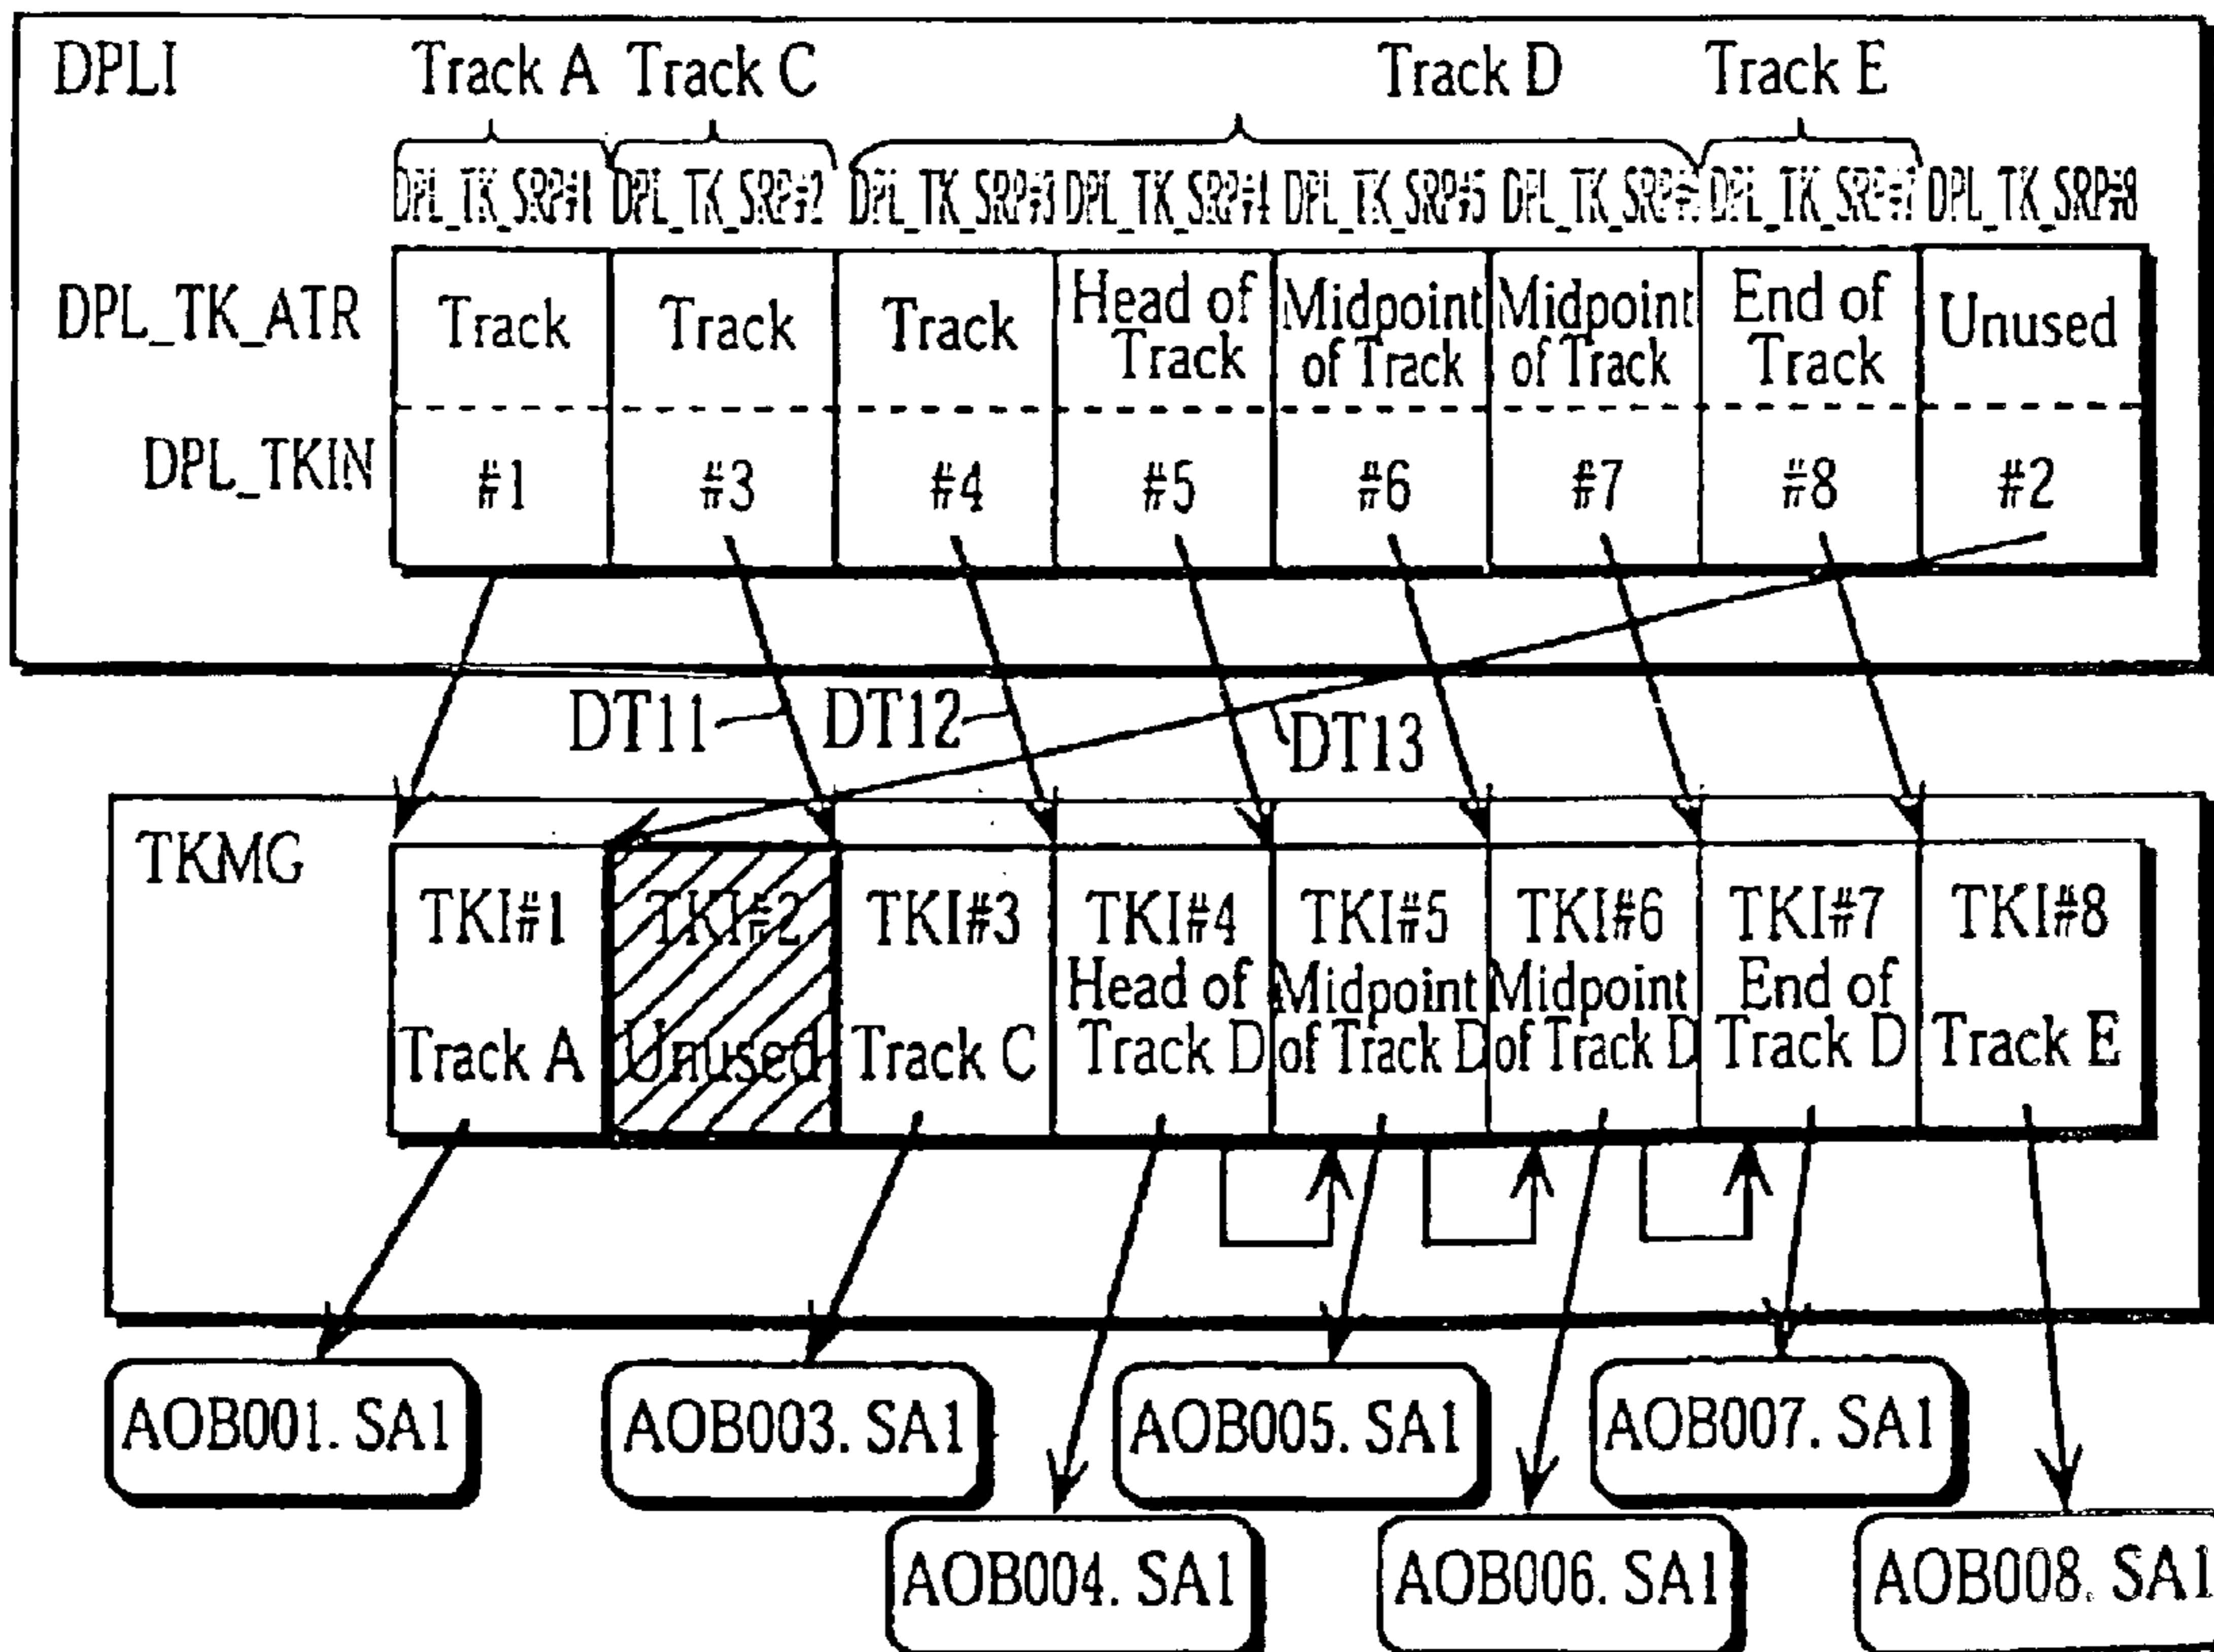 DPLI
Track A Track C Track D Track E
DPL_TK_SRP#1 DPL_TK_SRP#2 DPL_TK_SRP#3 DPL_TK_SRP#4 DPL_TK_SRP#5 DPL_TK_SRP# DPL_TK_SRP#7 DPL_TK_SRP#8
DPL_TK_ATR
Track
Track
Track
Head of
Track
Midpoint
of Track
Midpoint
of Track
End of
Track
Unused
DPL_TKIN
#1 #3 #4 #5 #6 #7 #8 #2
DT11 DT12 DT13
TKMG
TKI#1
Track A
TKI#2
Unused
TKI#3
Track C
TKI#4
Head of
Track D
TKI#5
Midpoint
of Track D
TKI#6
Midpoint
of Track D
TKI#7
End of
Track D
TKI#8
Track E
AOB001. SA1
AOB003. SA1
AOB005. SA1
AOB007. SA1
AOB004. SA1
AOB006. SA1
AOB008. SA1